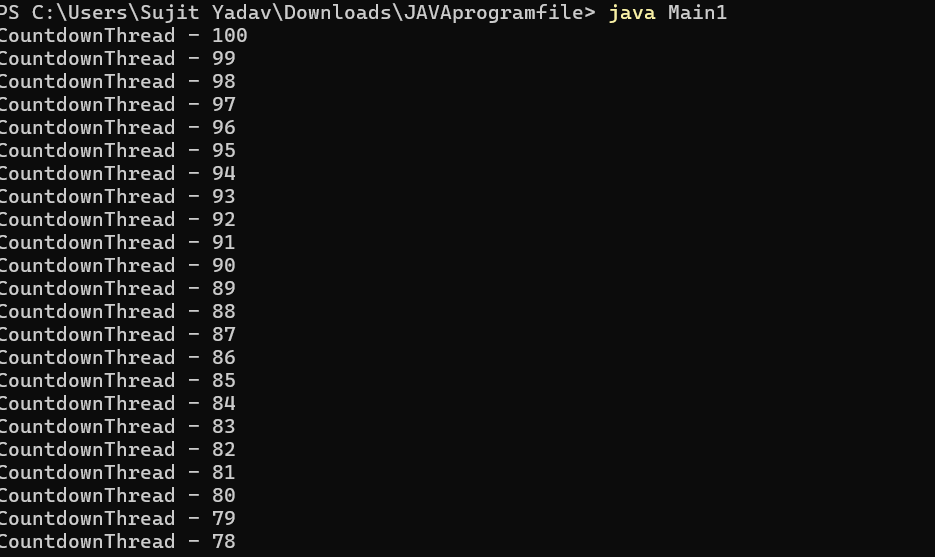 PS C:\Users\Sujit Yadav\Downloads\JAVAprogramfile> java Main1
CountdownThread - 100
CountdownThread - 99
CountdownThread - 98
CountdownThread - 97
CountdownThread - 96
CountdownThread - 95
CountdownThread - 94
CountdownThread - 93
CountdownThread - 92
CountdownThread - 91
CountdownThread - 90
CountdownThread - 89
CountdownThread - 88
CountdownThread - 87
CountdownThread - 86
CountdownThread - 85
CountdownThread - 84
CountdownThread - 83
CountdownThread - 82
CountdownThread - 81
CountdownThread - 80
CountdownThread - 79
CountdownThread - 78